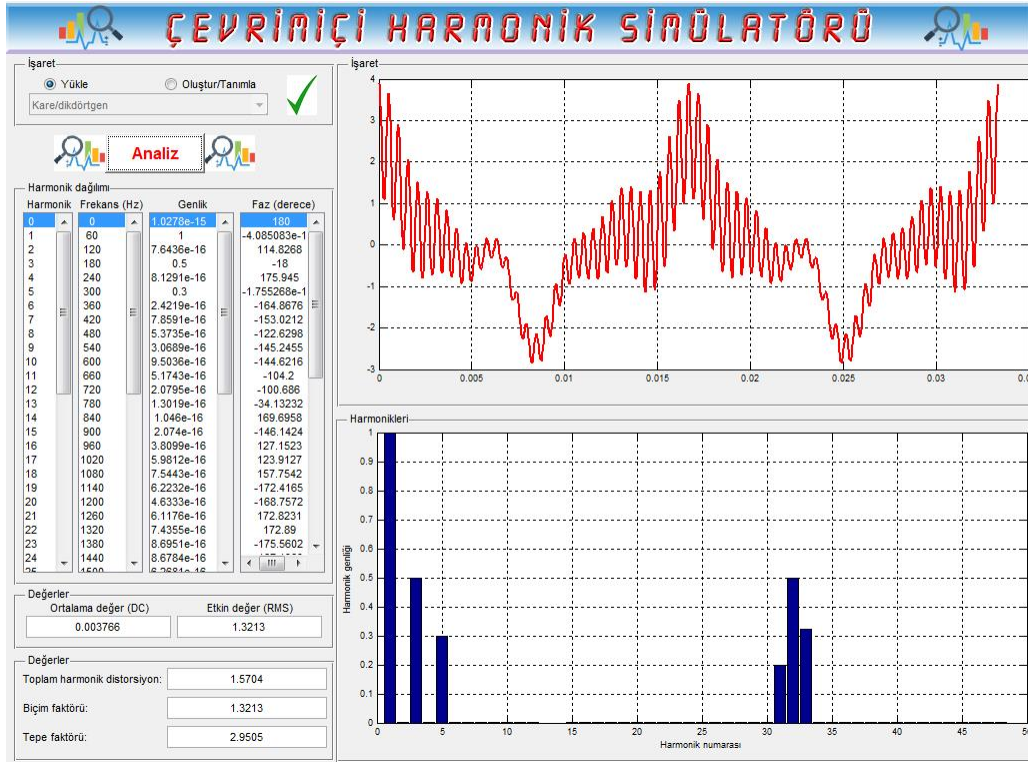 ÇEVRİMİÇİ HARMONİK SİMÜLATÖRÜ
İşaret
Yükle Oluştur/Tanımla
Kare/dikdörtgen
Analiz
Harmonik dağılımı
Harmonik Frekans (Hz) Genlik Faz (derece)
0 0 1.0278e-15 180
1 60 1 -4.085083e-1
2 120 7.6436e-16 114.8268
3 180 0.5 -18
4 240 8.1291e-16 175.945
5 300 0.3 -1.755268e-1
6 360 2.4219e-16 -164.8676
7 420 7.8591e-16 -153.0212
8 480 5.3735e-16 -122.6298
9 540 3.0689e-16 -145.2455
10 600 9.5036e-16 -144.6216
11 660 5.1743e-16 -104.2
12 720 2.0795e-16 -100.686
13 780 1.3019e-16 -34.13232
14 840 1.046e-16 169.6958
15 900 2.074e-16 -146.1424
16 960 3.8099e-16 127.1523
17 1020 5.9812e-16 123.9127
18 1080 7.5443e-16 157.7542
19 1140 6.2232e-16 -172.4165
20 1200 4.6333e-16 -168.7572
21 1260 6.1176e-16 172.8231
22 1320 7.4355e-16 172.89
23 1380 8.6951e-16 -175.5602
24 1440 8.6784e-16
Değerler
Ortalama değer (DC) Etkin değer (RMS)
0.003766 1.3213
Değerler
Toplam harmonik distorsiyon: 1.5704
Biçim faktörü: 1.3213
Tepe faktörü: 2.9505
İşaret
4
3
2
1
0
-1
-2
-3
0 0.005 0.01 0.015 0.02 0.025 0.03
Harmonikleri
1
0.9
0.8
0.7
0.6
0.5
0.4
0.3
0.2
0.1
0
Harmonik genliği
0 5 10 15 20 25 30 35 40 45
Harmonik numarası